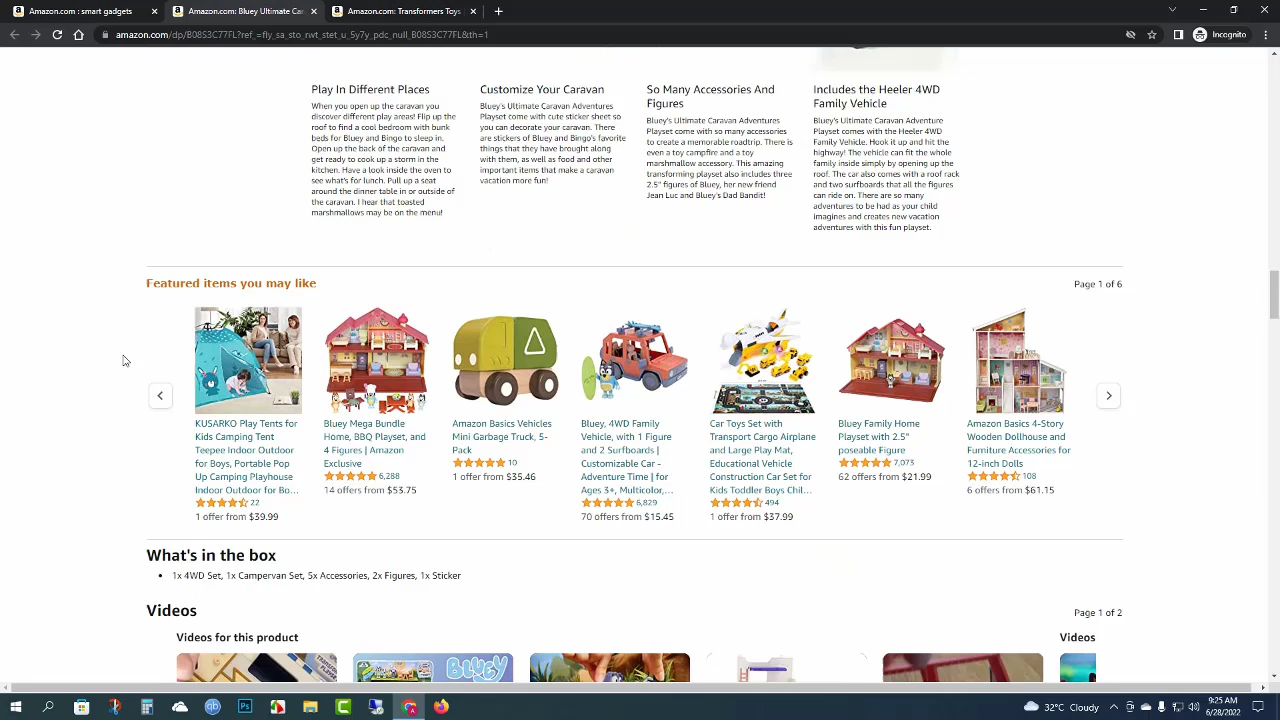 Amazon.com: smart gadgets
Amazon.com: Bluey Ultimate Ca
Amazon.com: Transformers Toys
amazon.com/dp/B08S3C77FL?ref_=fly_sa_sto_rwt_stet_u_5y7y_pdc_null_B08S3C77FL&th=1
Incognito
Play In Different Places
When you open up the caravan you
discover different play areas! Flip up the
roof to find a cool bedroom with bunk
beds for Bluey and Bingo to sleep in.
Open up the back of the caravan and
get ready to cook up a storm in the
kitchen. Have a look inside the oven to
see what's for lunch. Pull up a seat
around the dinner table in or outside of
the caravan. I hear that toasted
marshmallows may be on the menu!
Customize Your Caravan
Bluey's Ultimate Caravan Adventures
Playset come with cute sticker sheet so
you can decorate your caravan. There
are stickers of Bluey and Bingo's favorite
things that they have brought along
with them, as well as food and other
important items that make a caravan
vacation more fun!
So Many Accessories And
Figures
Bluey's Ultimate Caravan Adventures
Playset come with so many accessories
to create a memorable roadtrip. There is
even a toy campfire and a toy
marshmallow accessory. This amazing
transforming playset also includes three
2.5" figures of Bluey, her new friend
Jean Luc and Bluey's Dad Bandit!
Includes the Heeler 4WD
Family Vehicle
Bluey's Ultimate Caravan Adventure
Playset comes with the Heeler 4WD
Family Vehicle. Hook it up and hit the
highway! The vehicle can fit the whole
family inside simply by opening up the
roof. The car also comes with a roof rack
and two surfboards that all the figures
can ride on. There are so many
adventures to be had as your child
imagines and creates new vacation
adventures with this fun playset.
Featured items you may like
Page 1 of 6
KUSARKO Play Tents for
Kids Camping Tent
Teepee Indoor Outdoor
for Boys, Portable Pop
Up Camping Playhouse
Indoor Outdoor for Bo…
22
1 offer from $39.99
Bluey Mega Bundle
Home, BBQ Playset, and
4 Figures | Amazon
Exclusive
6,288
14 offers from $53.75
Amazon Basics Vehicles
Mini Garbage Truck, 5-
Pack
10
1 offer from $35.46
Bluey, 4WD Family
Vehicle, with 1 Figure
and 2 Surfboards |
Customizable Car -
Adventure Time | for
Ages 3+, Multicolor,…
6,829
70 offers from $15.45
Car Toys Set with
Transport Cargo Airplane
and Large Play Mat,
Educational Vehicle
Construction Car Set for
Kids Toddler Boys Chil…
494
1 offer from $37.99
Bluey Family Home
Playset with 2.5"
poseable Figure
7,073
62 offers from $21.99
Amazon Basics 4-Story
Wooden Dollhouse and
Furniture Accessories for
12-inch Dolls
108
6 offers from $61.15
What's in the box
• 1x 4WD Set, 1x Campervan Set, 5x Accessories, 2x Figures, 1x Sticker
Videos
Page 1 of 2
Videos for this product
Videos
BLUEY
32°C Cloudy
9:25 AM
6/28/2022